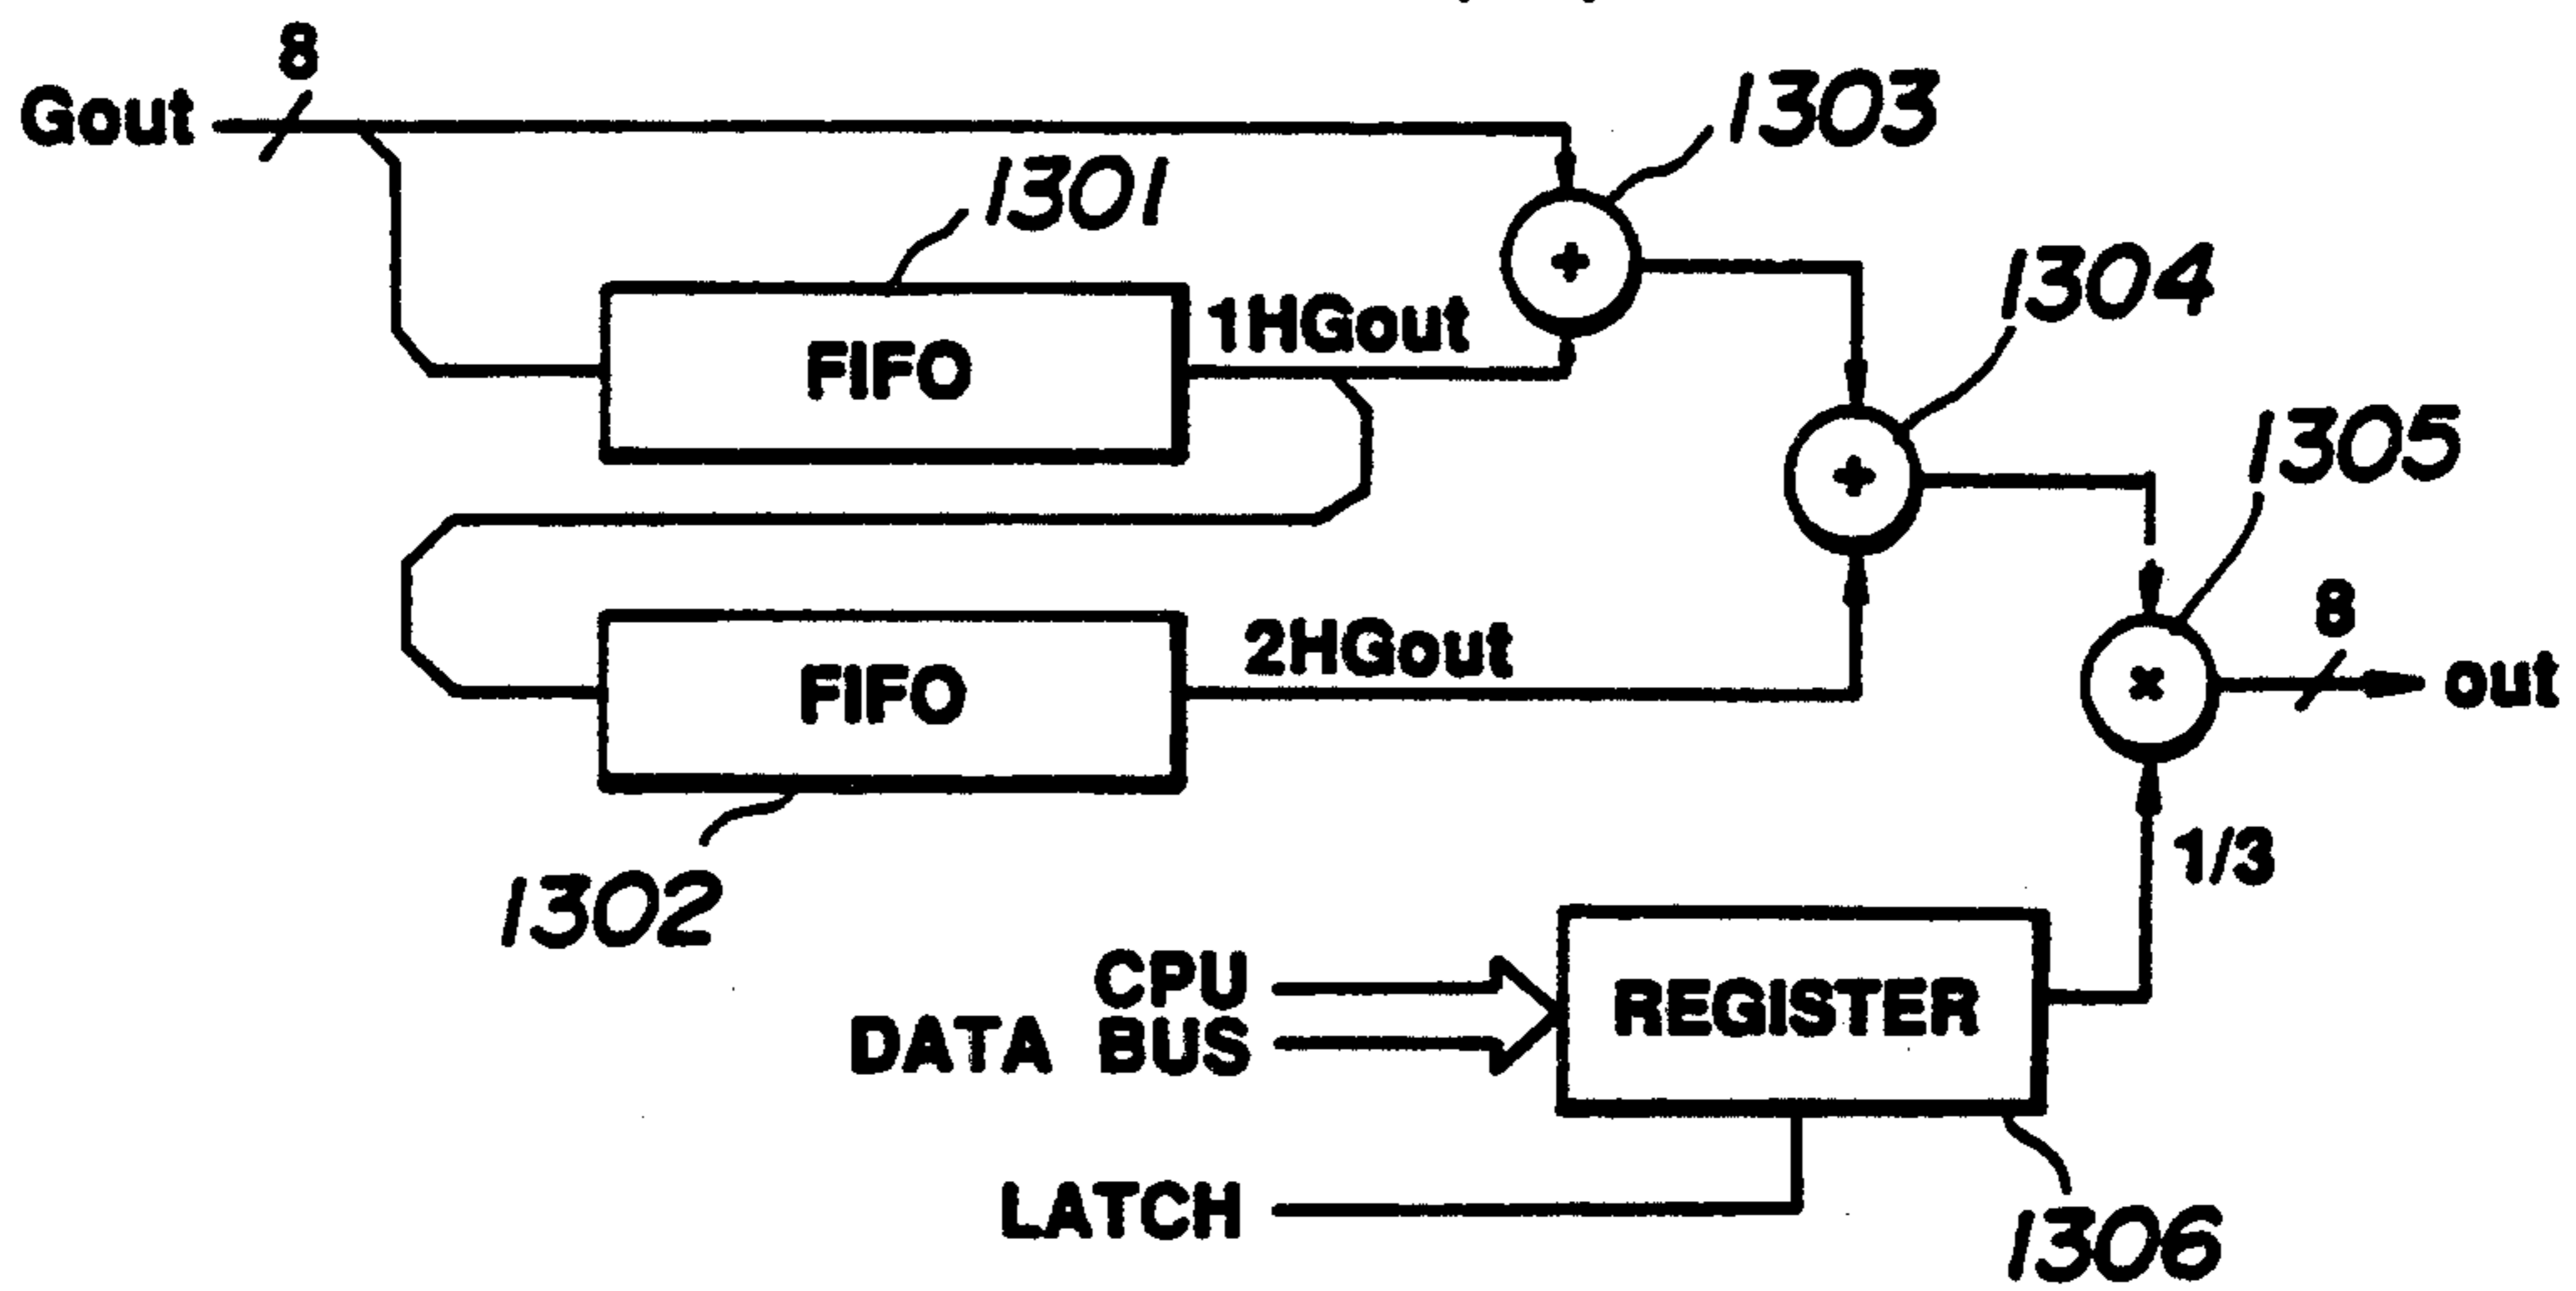 8
Gout
1303
1301
+
1304
1HGout
FIFO
+
1305
8
2HGout
FIFO
×
out
1/3
1302
CPU
DATA BUS
REGISTER
LATCH
1306